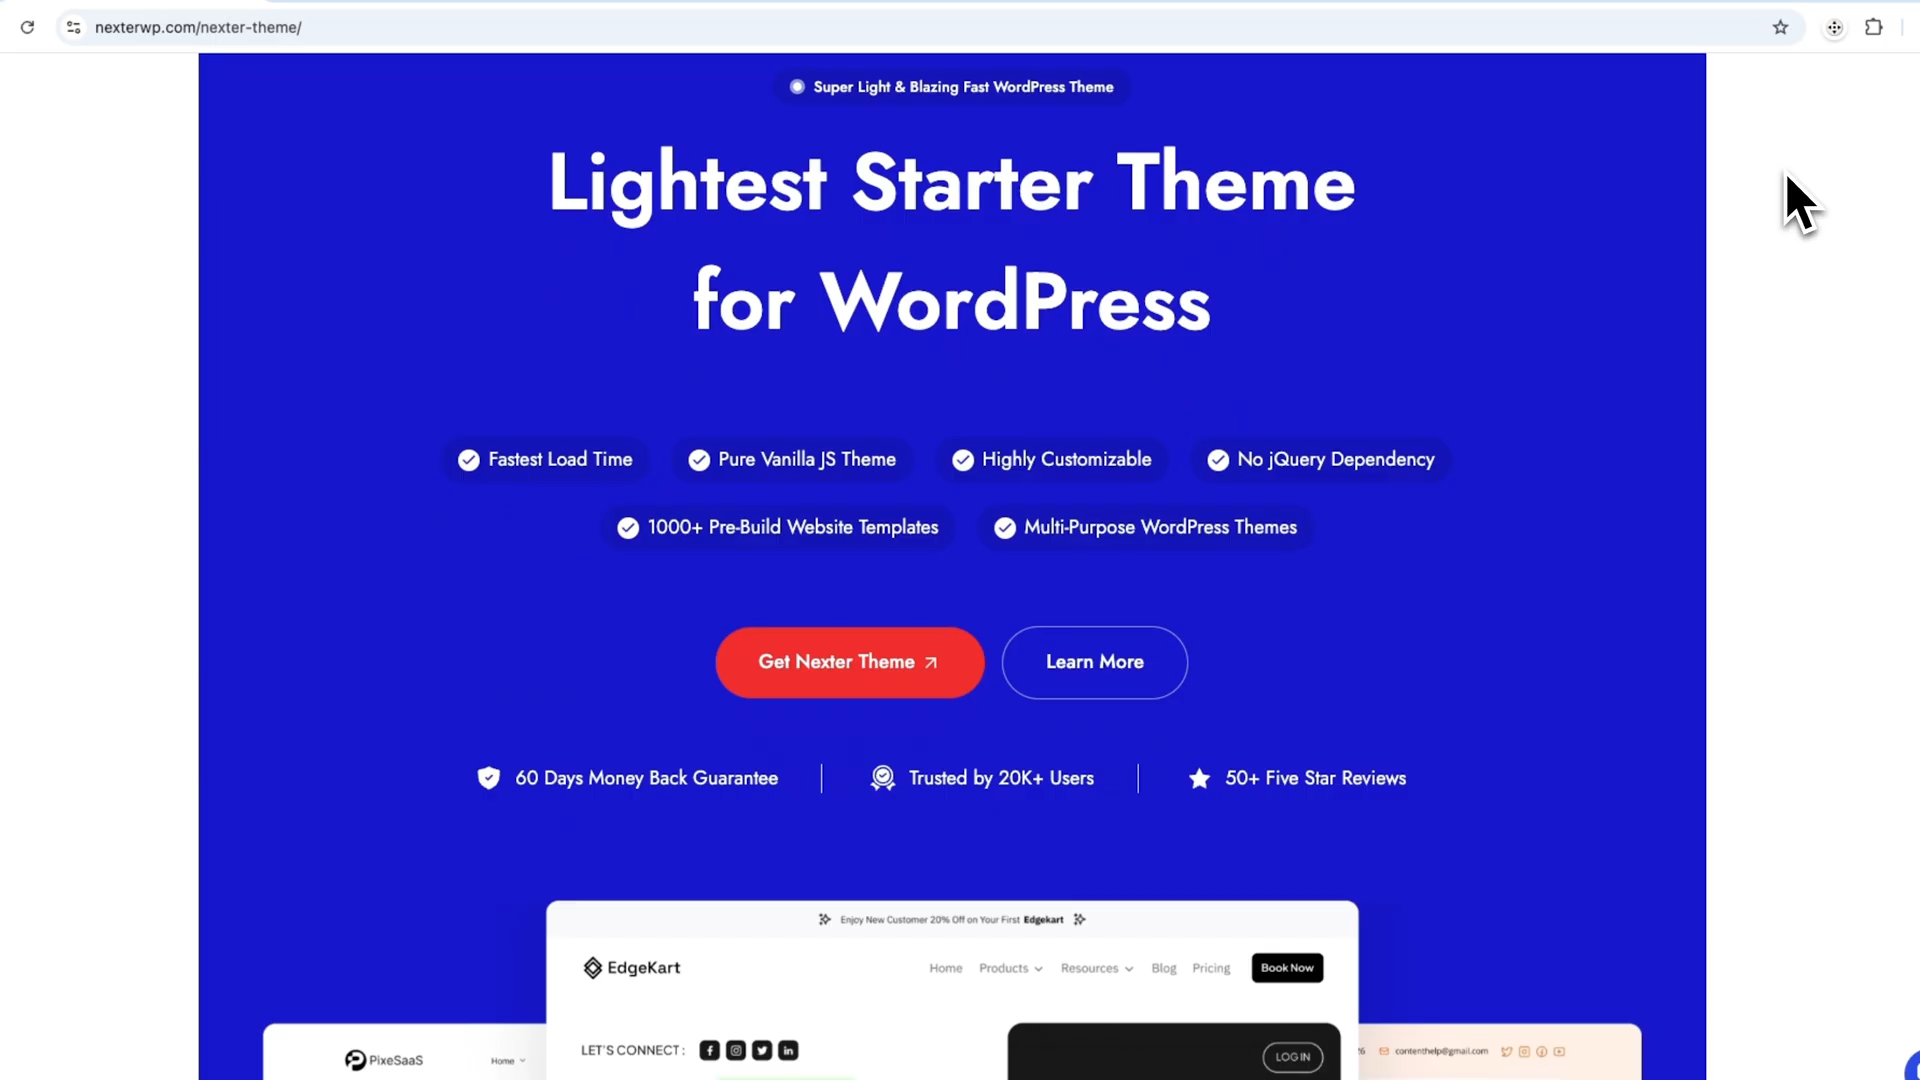 nexterwp.com/nexter-theme/
Super Light & Blazing Fast WordPress Theme
Lightest Starter Theme
for WordPress
Fastest Load Time
Pure Vanilla JS Theme
Highly Customizable
No jQuery Dependency
1000+ Pre-Build Website Templates
Multi-Purpose WordPress Themes
Get Nexter Theme
Learn More
60 Days Money Back Guarantee
Trusted by 20K+ Users
50+ Five Star Reviews
Enjoy New Customer 20% Off on Your First Edgekart
EdgeKart
Home Products Resources Blog Pricing Book Now
LET'S CONNECT :
LOG IN
PixeSaaS
Home
26 contenthelp@gmail.com